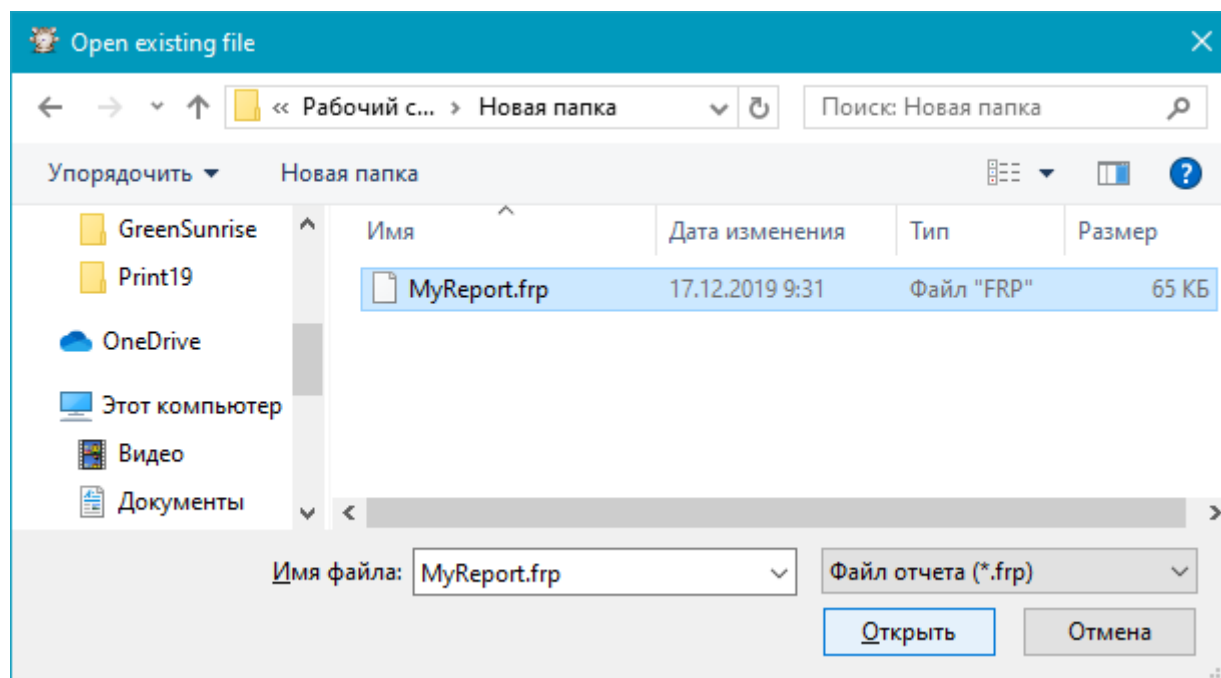 Open existing file
« Рабочий с... › Новая папка
Поиск: Новая папка
Упорядочить
Новая папка
GreenSunrise
Print19
OneDrive
Этот компьютер
Видео
Документы
Имя Дата изменения Тип Размер
MyReport.frp 17.12.2019 9:31 Файл "FRP" 65 КБ
Имя файла: MyReport.frp
Файл отчета (*.frp)
Открыть
Отмена